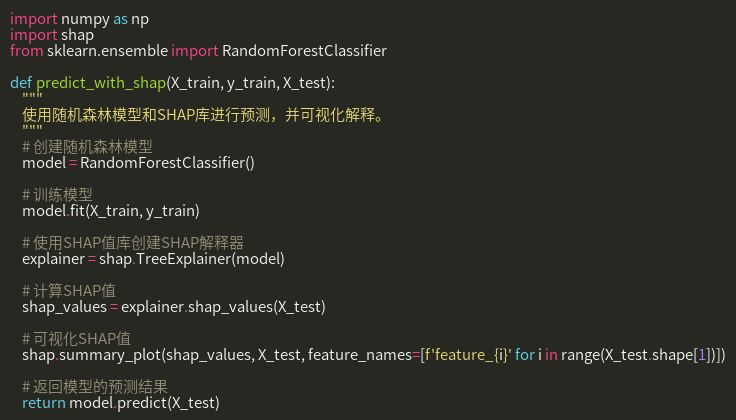 import numpy as np
import shap
from sklearn.ensemble import RandomForestClassifier
def predict_with_shap(X_train, y_train, X_test):
"""
使用随机森林模型和SHAP库进行预测，并可视化解释。
"""
# 创建随机森林模型
model = RandomForestClassifier()
# 训练模型
model.fit(X_train, y_train)
# 使用SHAP值库创建SHAP解释器
explainer = shap.TreeExplainer(model)
# 计算SHAP值
shap_values = explainer.shap_values(X_test)
# 可视化SHAP值
shap.summary_plot(shap_values, X_test, feature_names=[f'feature_{i}' for i in range(X_test.shape[1])])
# 返回模型的预测结果
return model.predict(X_test)